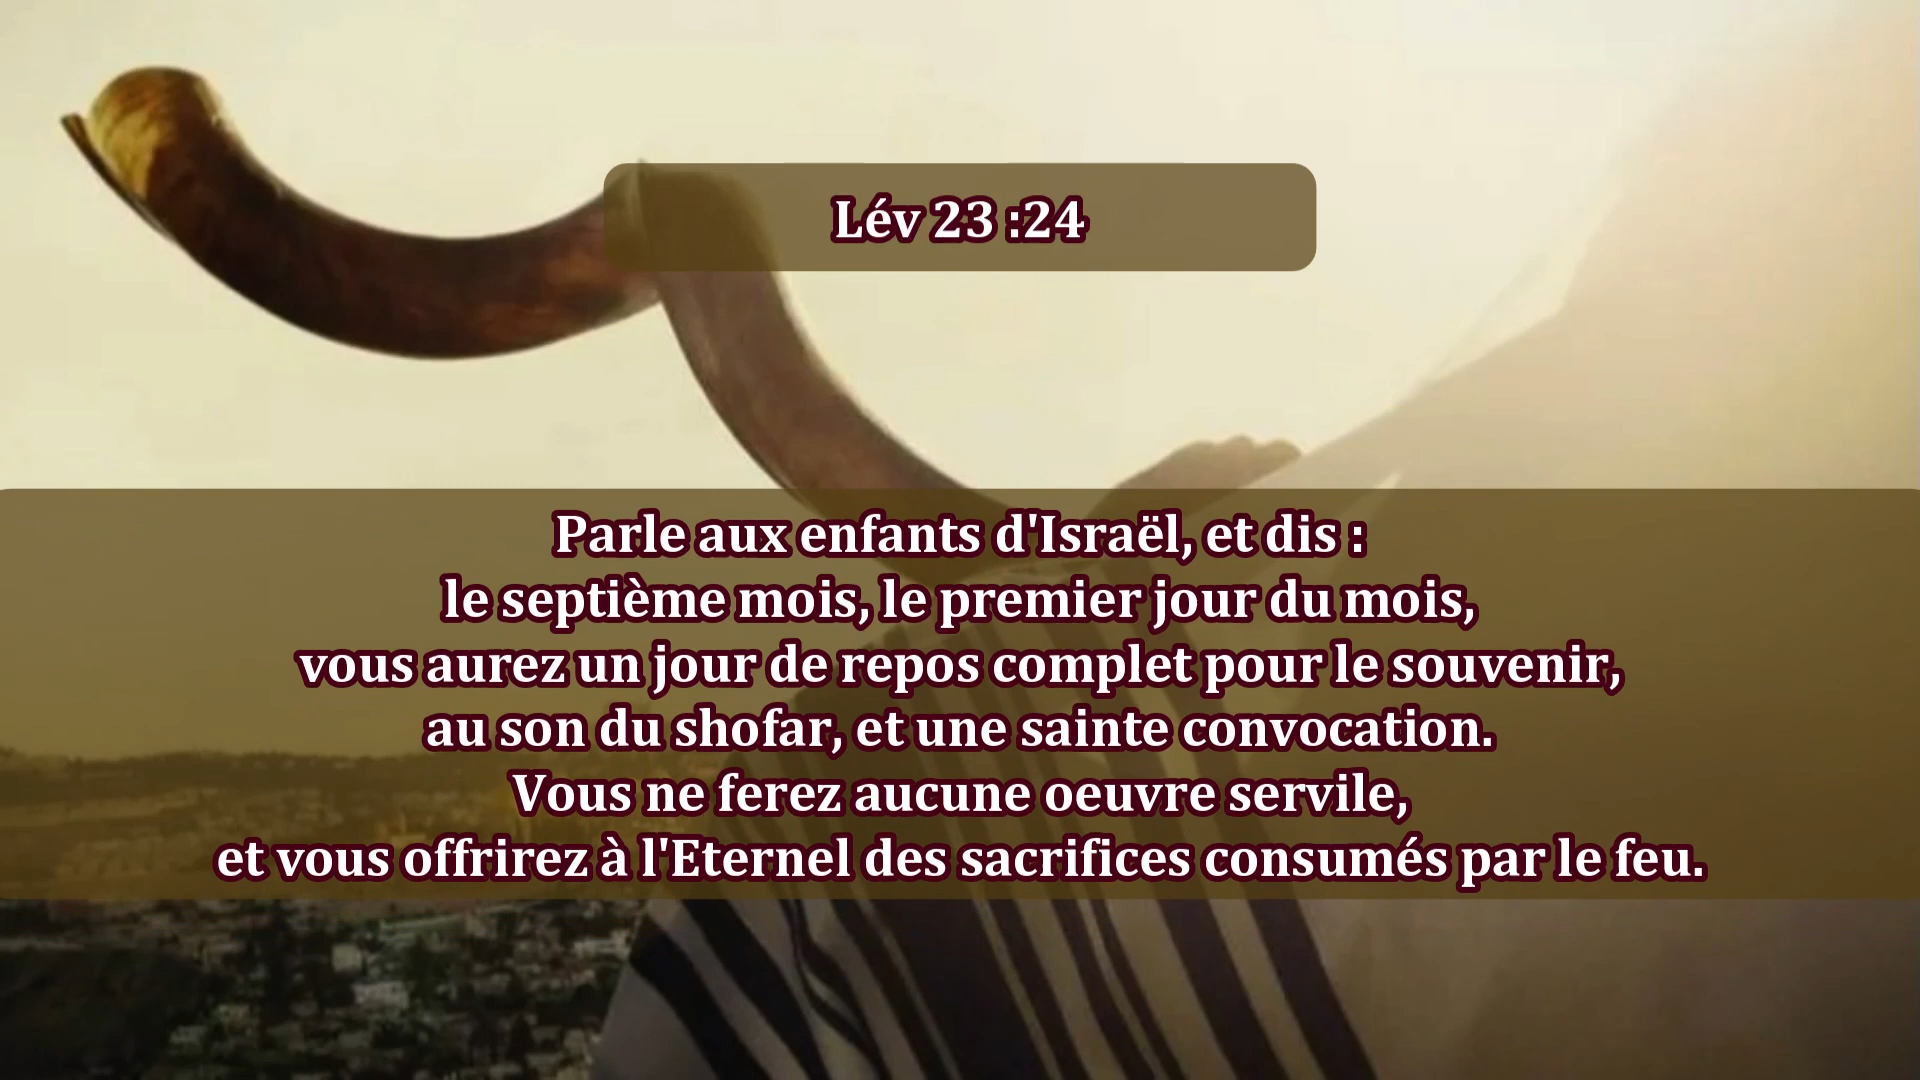 Lév 23 :24
Parle aux enfants d'Israël, et dis :
le septième mois, le premier jour du mois,
vous aurez un jour de repos complet pour le souvenir,
au son du shofar, et une sainte convocation.
Vous ne ferez aucune oeuvre servile,
et vous offrirez à l'Eternel des sacrifices consumés par le feu.